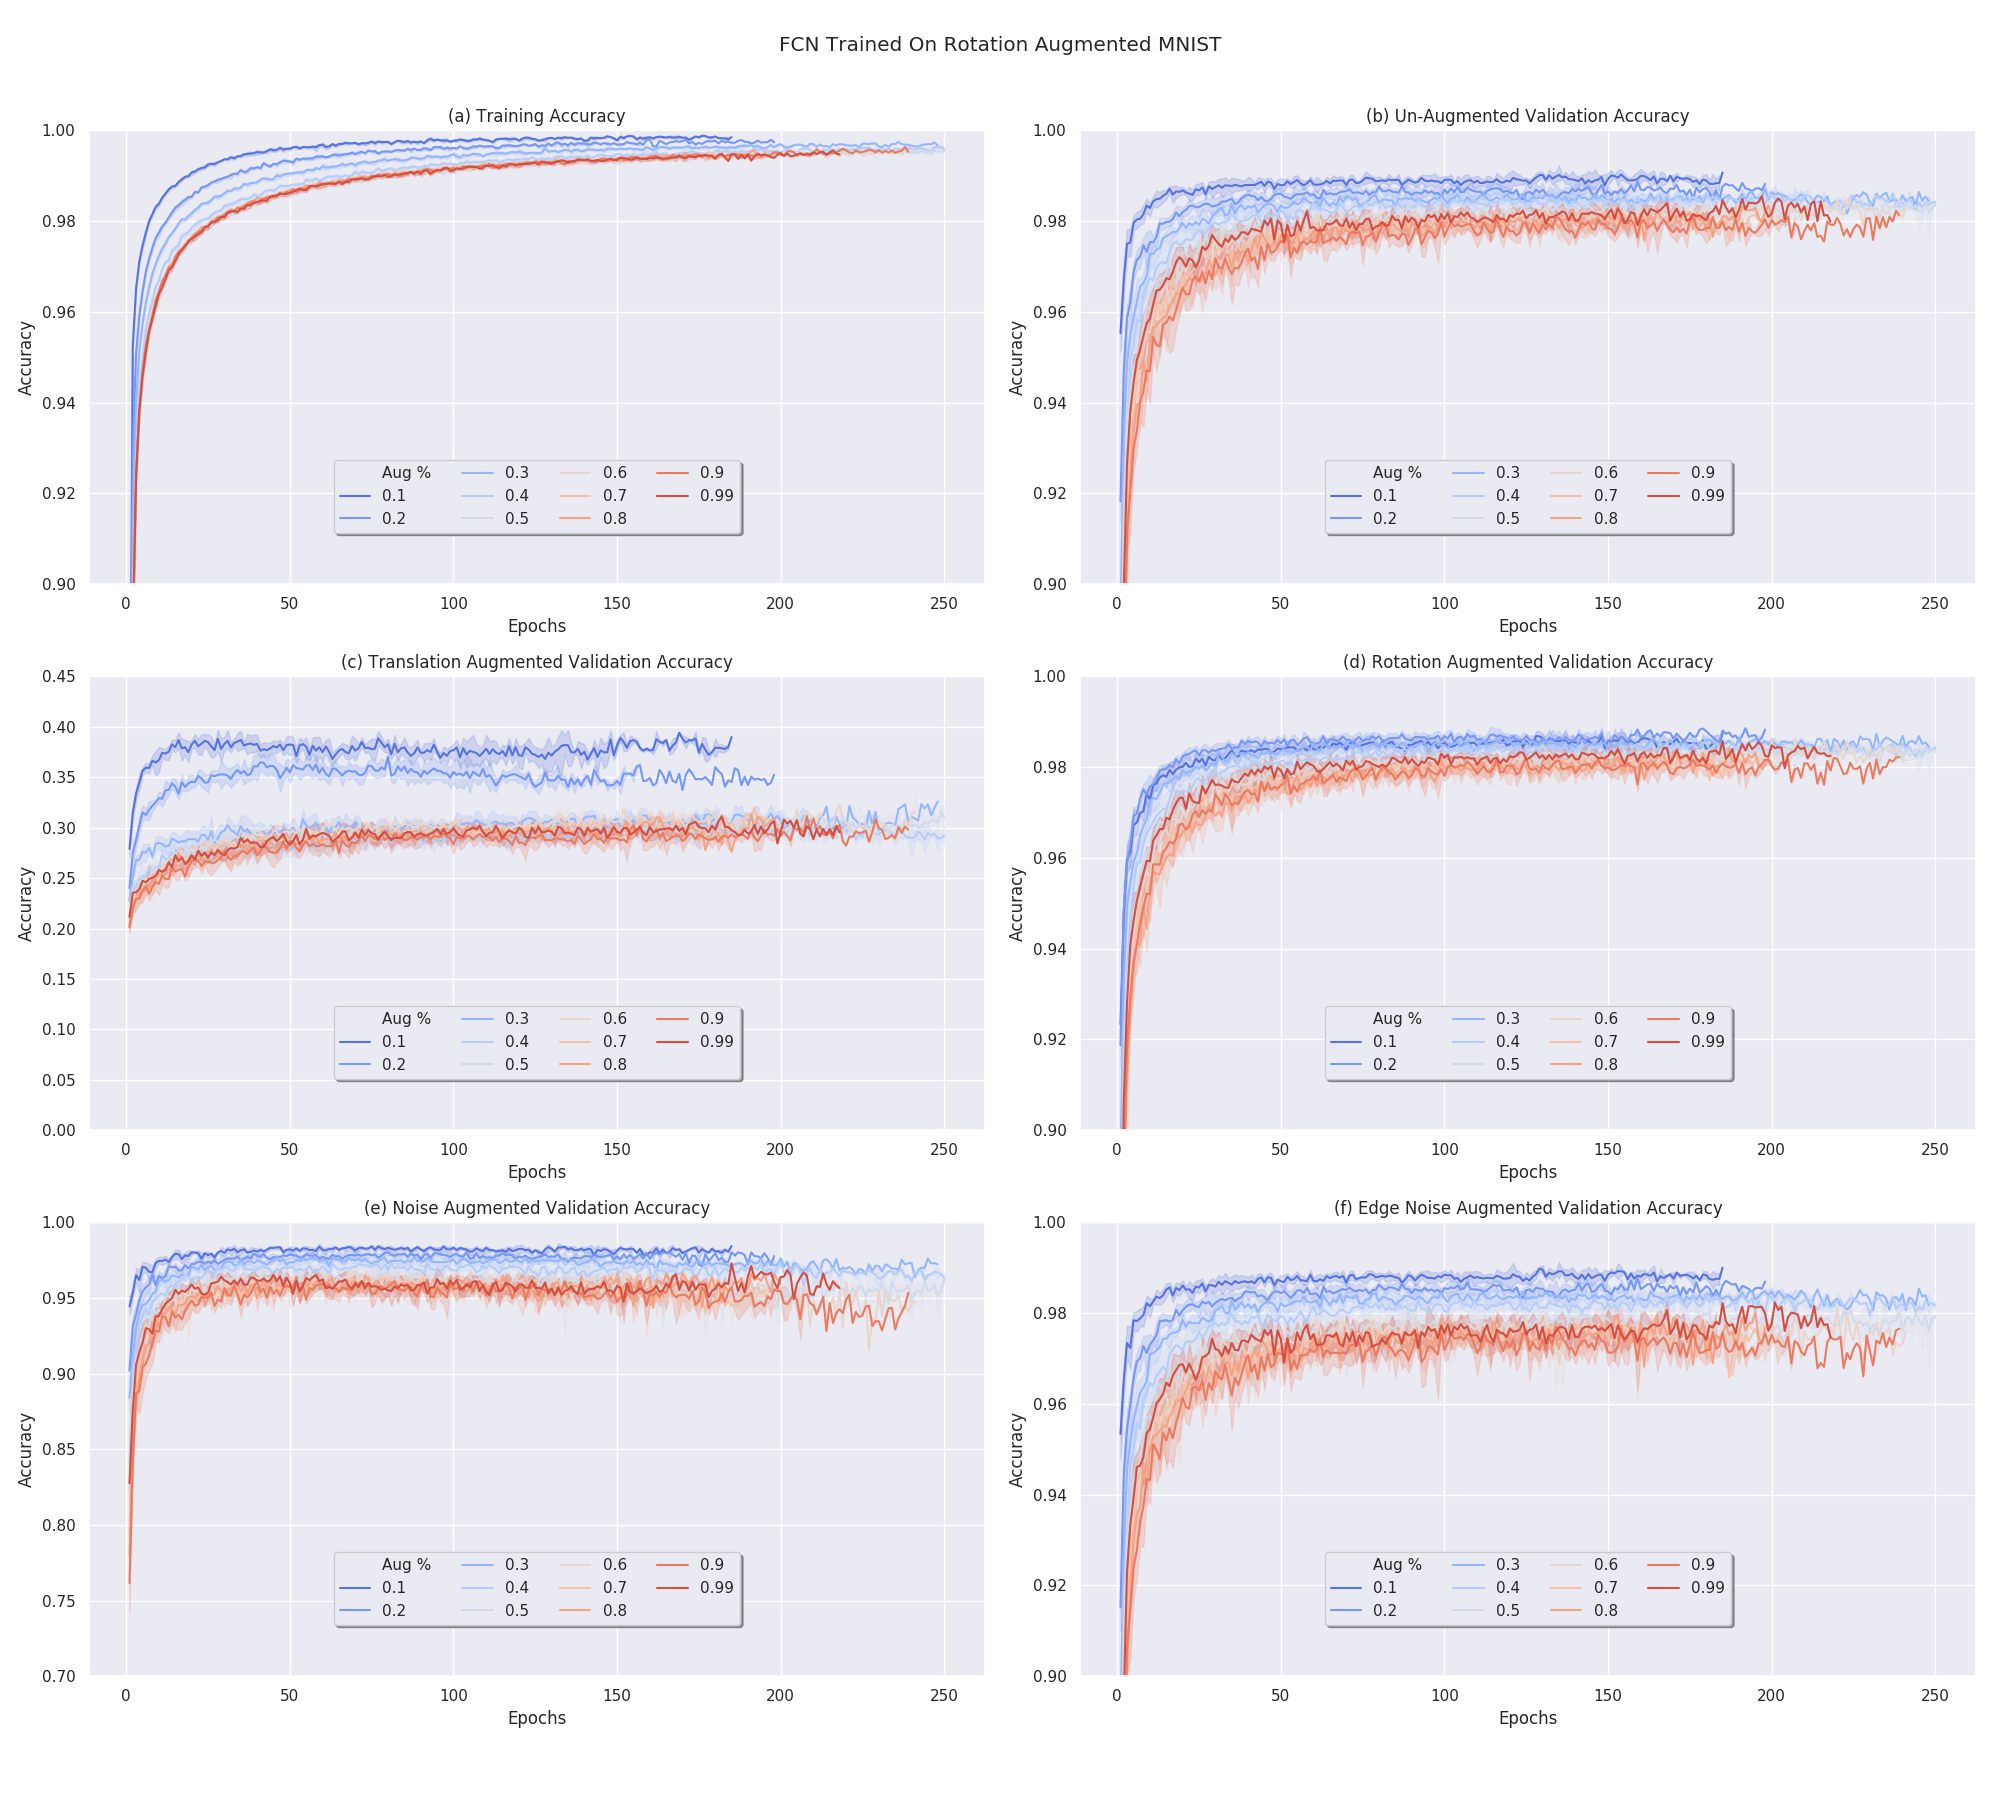 FCN Trained On Rotation Augmented MNIST
(a) Training Accuracy
1.00
0.98
0.96
0.94
0.92
0.90
Accuracy
0 50 100 150 200 250
Epochs
Aug % 0.3 0.6 0.9
0.1 0.4 0.7 0.99
0.2 0.5 0.8
(b) Un-Augmented Validation Accuracy
1.00
0.98
0.96
0.94
0.92
0.90
Accuracy
0 50 100 150 200 250
Epochs
Aug % 0.3 0.6 0.9
0.1 0.4 0.7 0.99
0.2 0.5 0.8
(c) Translation Augmented Validation Accuracy
0.45
0.40
0.35
0.30
0.25
0.20
0.15
0.10
0.05
0.00
Accuracy
0 50 100 150 200 250
Epochs
Aug % 0.3 0.6 0.9
0.1 0.4 0.7 0.99
0.2 0.5 0.8
(d) Rotation Augmented Validation Accuracy
1.00
0.98
0.96
0.94
0.92
0.90
Accuracy
0 50 100 150 200 250
Epochs
Aug % 0.3 0.6 0.9
0.1 0.4 0.7 0.99
0.2 0.5 0.8
(e) Noise Augmented Validation Accuracy
1.00
0.95
0.90
0.85
0.80
0.75
0.70
Accuracy
0 50 100 150 200 250
Epochs
Aug % 0.3 0.6 0.9
0.1 0.4 0.7 0.99
0.2 0.5 0.8
(f) Edge Noise Augmented Validation Accuracy
1.00
0.98
0.96
0.94
0.92
0.90
Accuracy
0 50 100 150 200 250
Epochs
Aug % 0.3 0.6 0.9
0.1 0.4 0.7 0.99
0.2 0.5 0.8